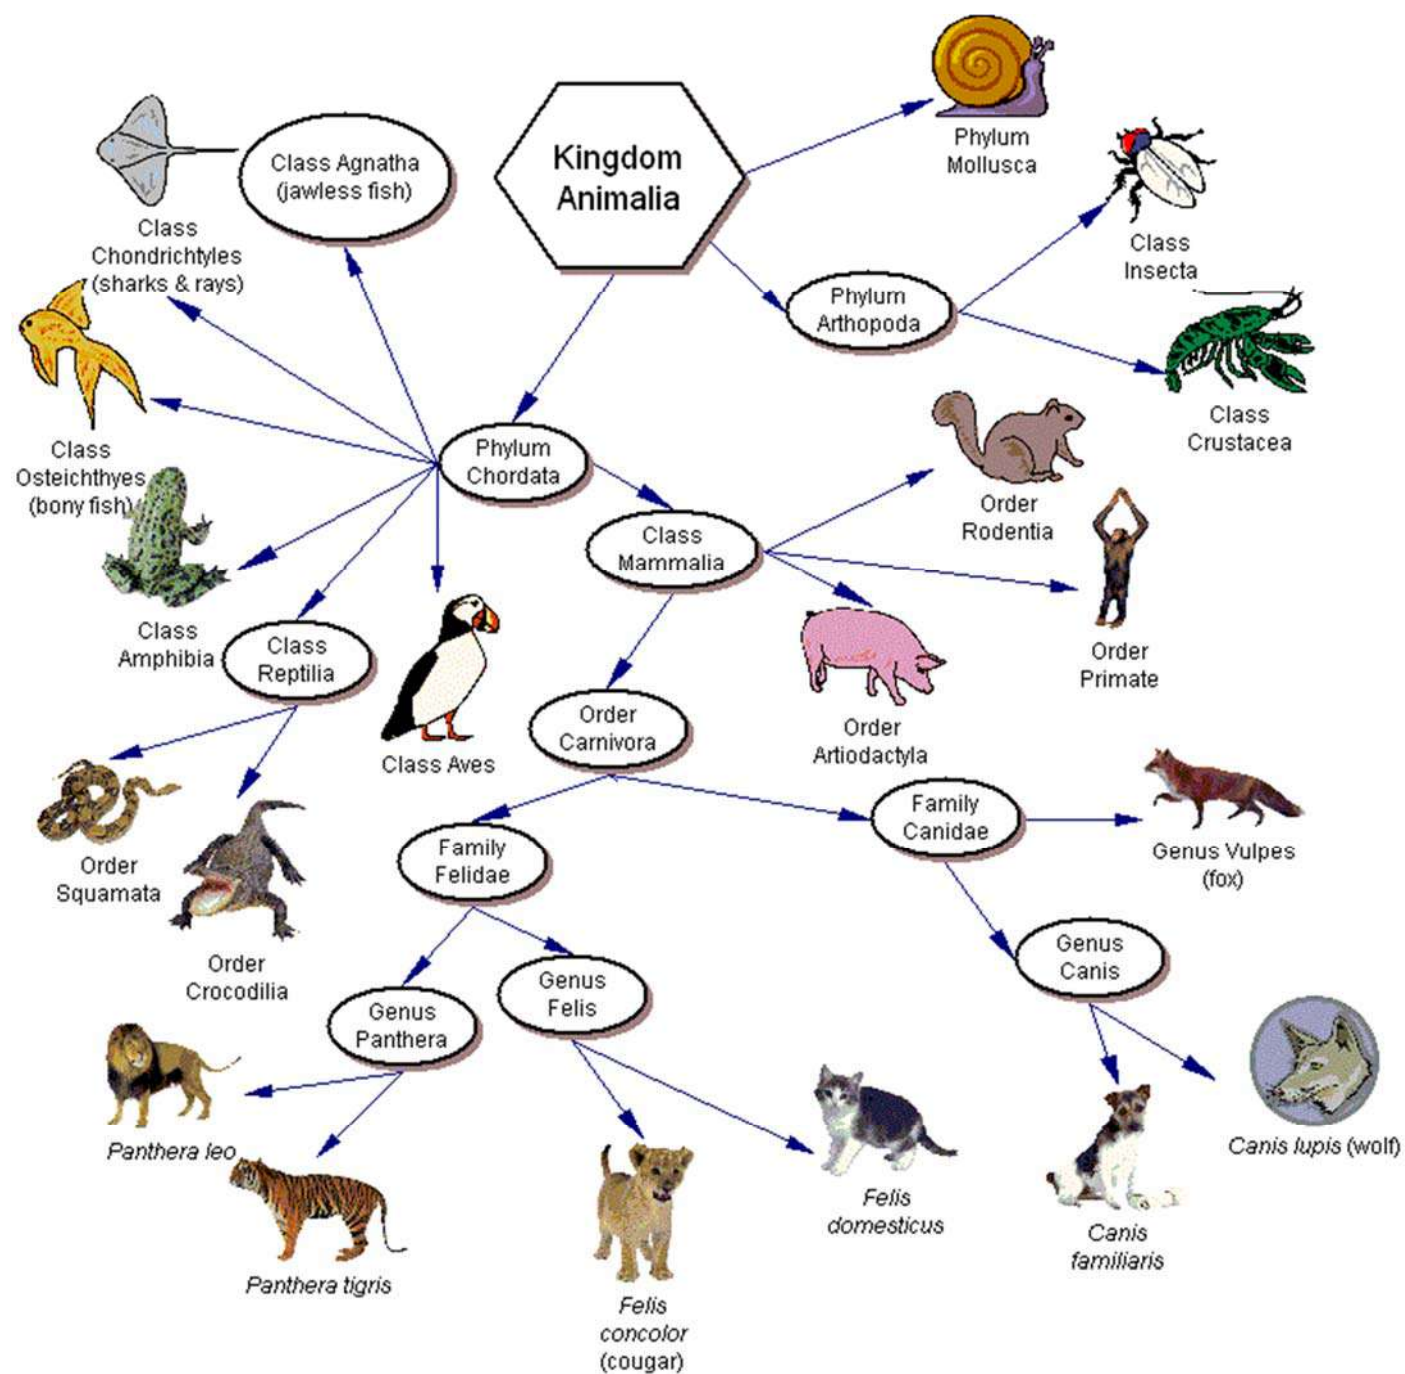 Kingdom
Animalia
Phylum
Mollusca
Class
Insecta
Phylum
Arthopoda
Class
Crustacea
Class Agnatha
(jawless fish)
Class
Chondrichtyles
(sharks & rays)
Class
Osteichthyes
(bony fish)
Phylum
Chordata
Class
Mammalia
Order
Rodentia
Order
Primate
Order
Artiodactyla
Class
Amphibia
Class
Reptilia
Class Aves
Order
Carnivora
Order
Squamata
Order
Crocodilia
Family
Felidae
Family
Canidae
Genus Vulpes
(fox)
Genus
Panthera
Genus
Felis
Genus
Canis
Panthera leo
Panthera tigris
Felis
concolor
(cougar)
Felis
domesticus
Canis
familiaris
Canis lupis (wolf)